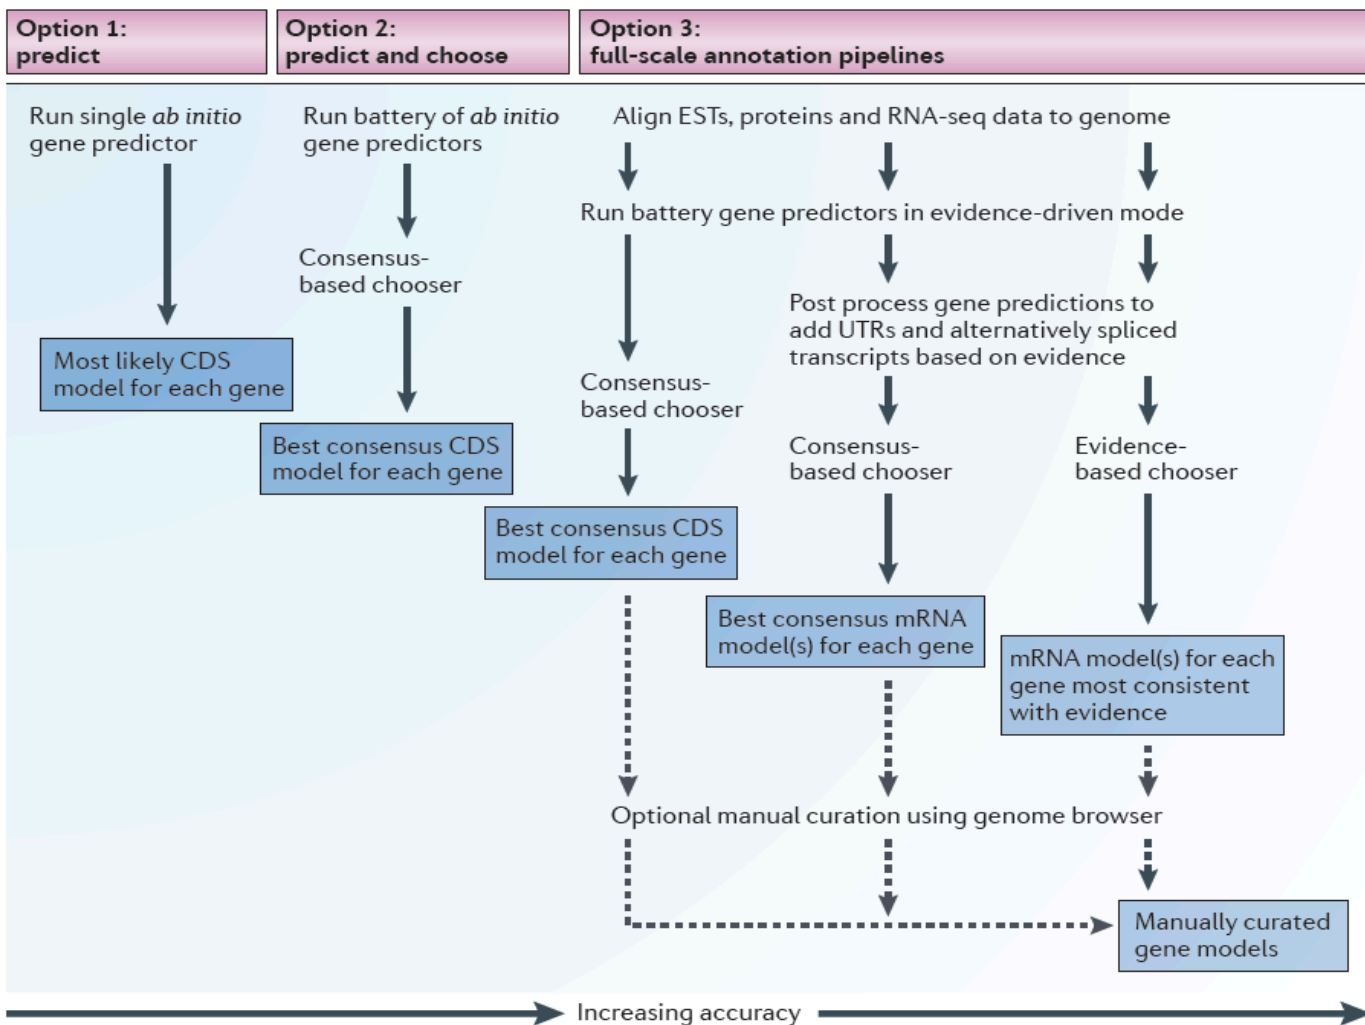 Option 1:
predict
Option 2:
predict and choose
Option 3:
full-scale annotation pipelines
Run single ab initio
gene predictor
Most likely CDS
model for each gene
Run battery of ab initio
gene predictors
Consensus-
based chooser
Best consensus CDS
model for each gene
Align ESTs, proteins and RNA-seq data to genome
Run battery gene predictors in evidence-driven mode
Consensus-
based chooser
Best consensus CDS
model for each gene
Post process gene predictions to
add UTRs and alternatively spliced
transcripts based on evidence
Consensus-
based chooser
Best consensus mRNA
model(s) for each gene
Evidence-
based chooser
mRNA model(s) for each
gene most consistent
with evidence
Optional manual curation using genome browser
Manually curated
gene models
Increasing accuracy